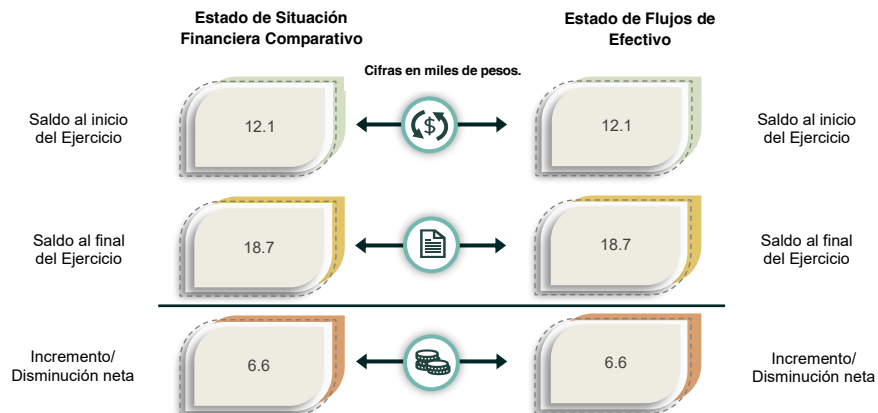 Estado de Situación
Financiera Comparativo
Estado de Flujos de
Efectivo
Cifras en miles de pesos.
Saldo al inicio
del Ejercicio
12.1
$
12.1
Saldo al inicio
del Ejercicio
Saldo al final
del Ejercicio
18.7
18.7
Saldo al final
del Ejercicio
Incremento/
Disminución neta
6.6
6.6
Incremento/
Disminución neta